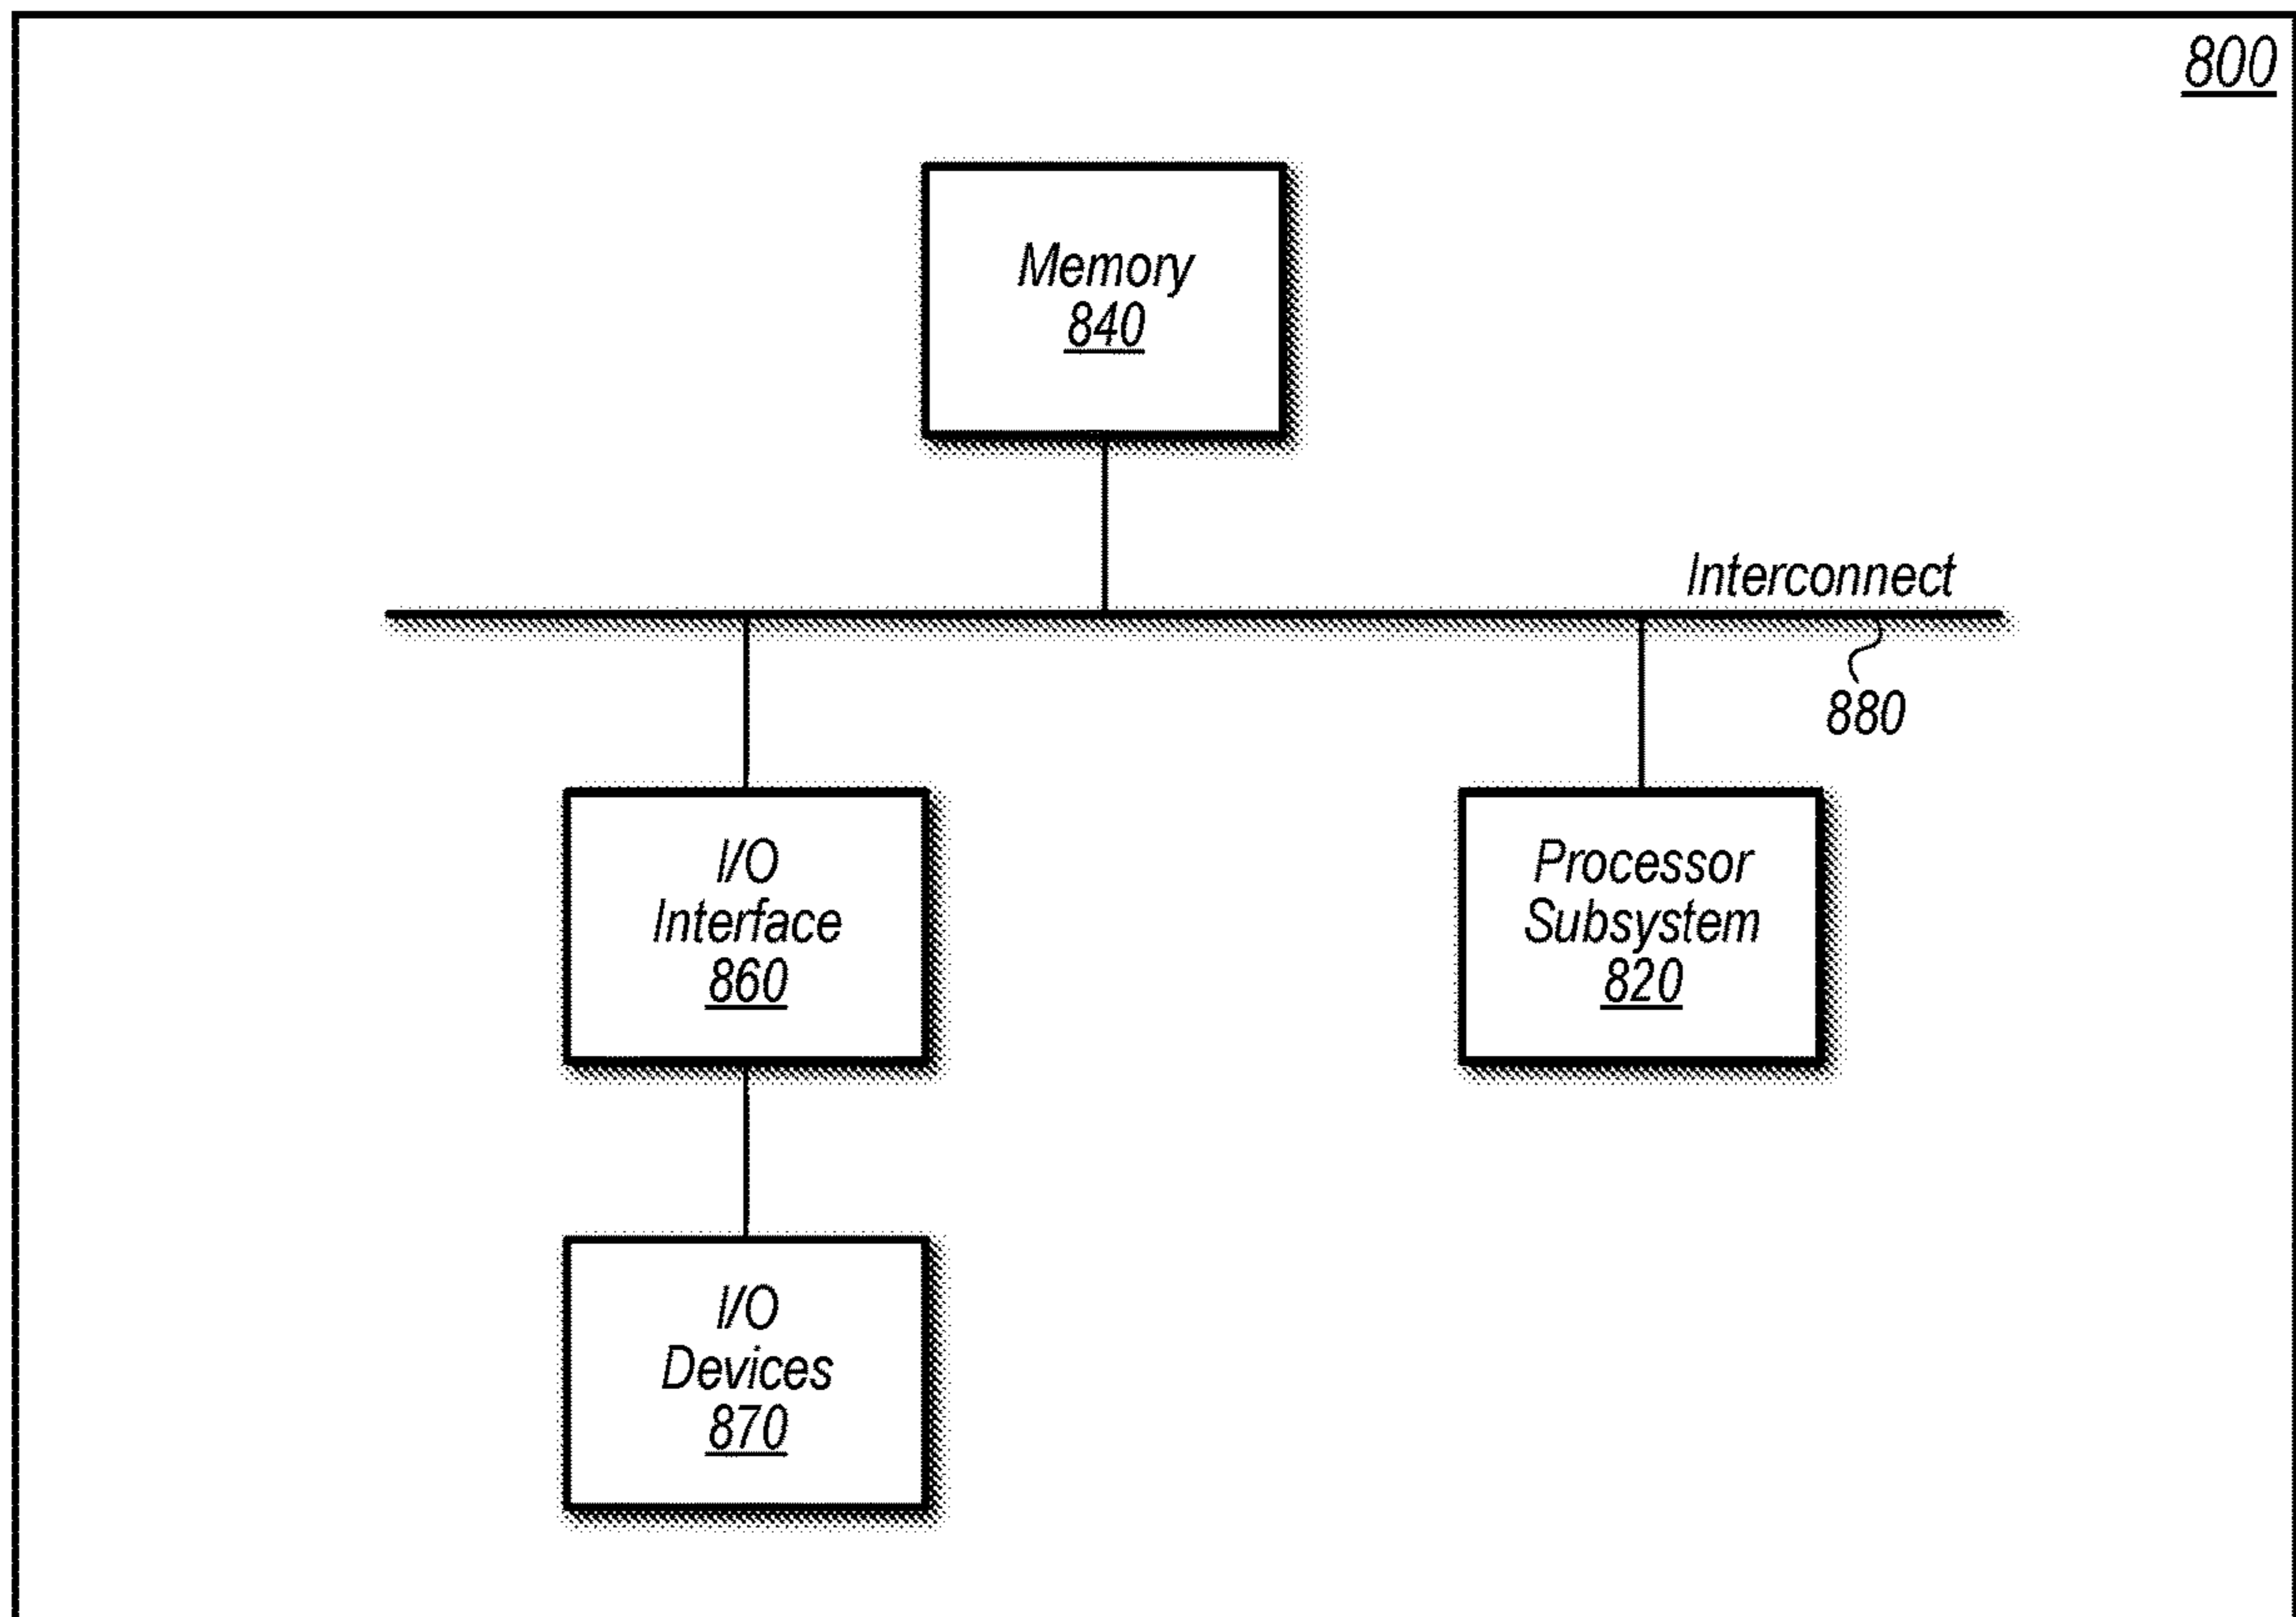 800
Memory
840
Interconnect
880
I/O
Interface
860
Processor
Subsystem
820
I/O
Devices
870